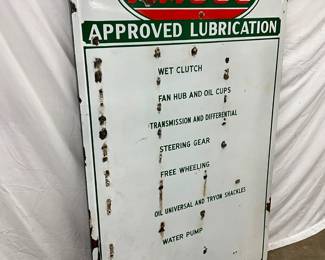 APPROVED LUBRICATION
WET CLUTCH
FAN HUB AND OIL CUPS
TRANSMISSION AND DIFFERENTIAL
STEERING GEAR
FREE WHEELING
OIL UNIVERSAL AND TRYON SHACKLES
WATER PUMP